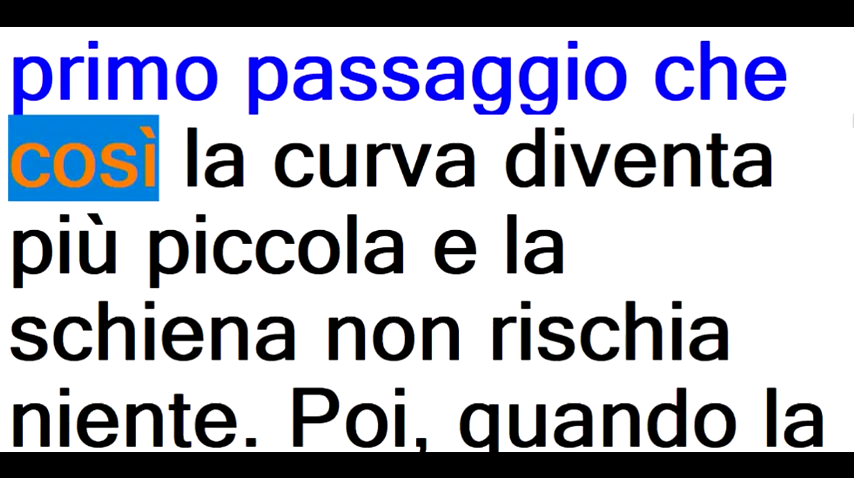 primo passaggio che
così la curva diventa
più piccola e la
schiena non rischia
niente. Poi, quando la